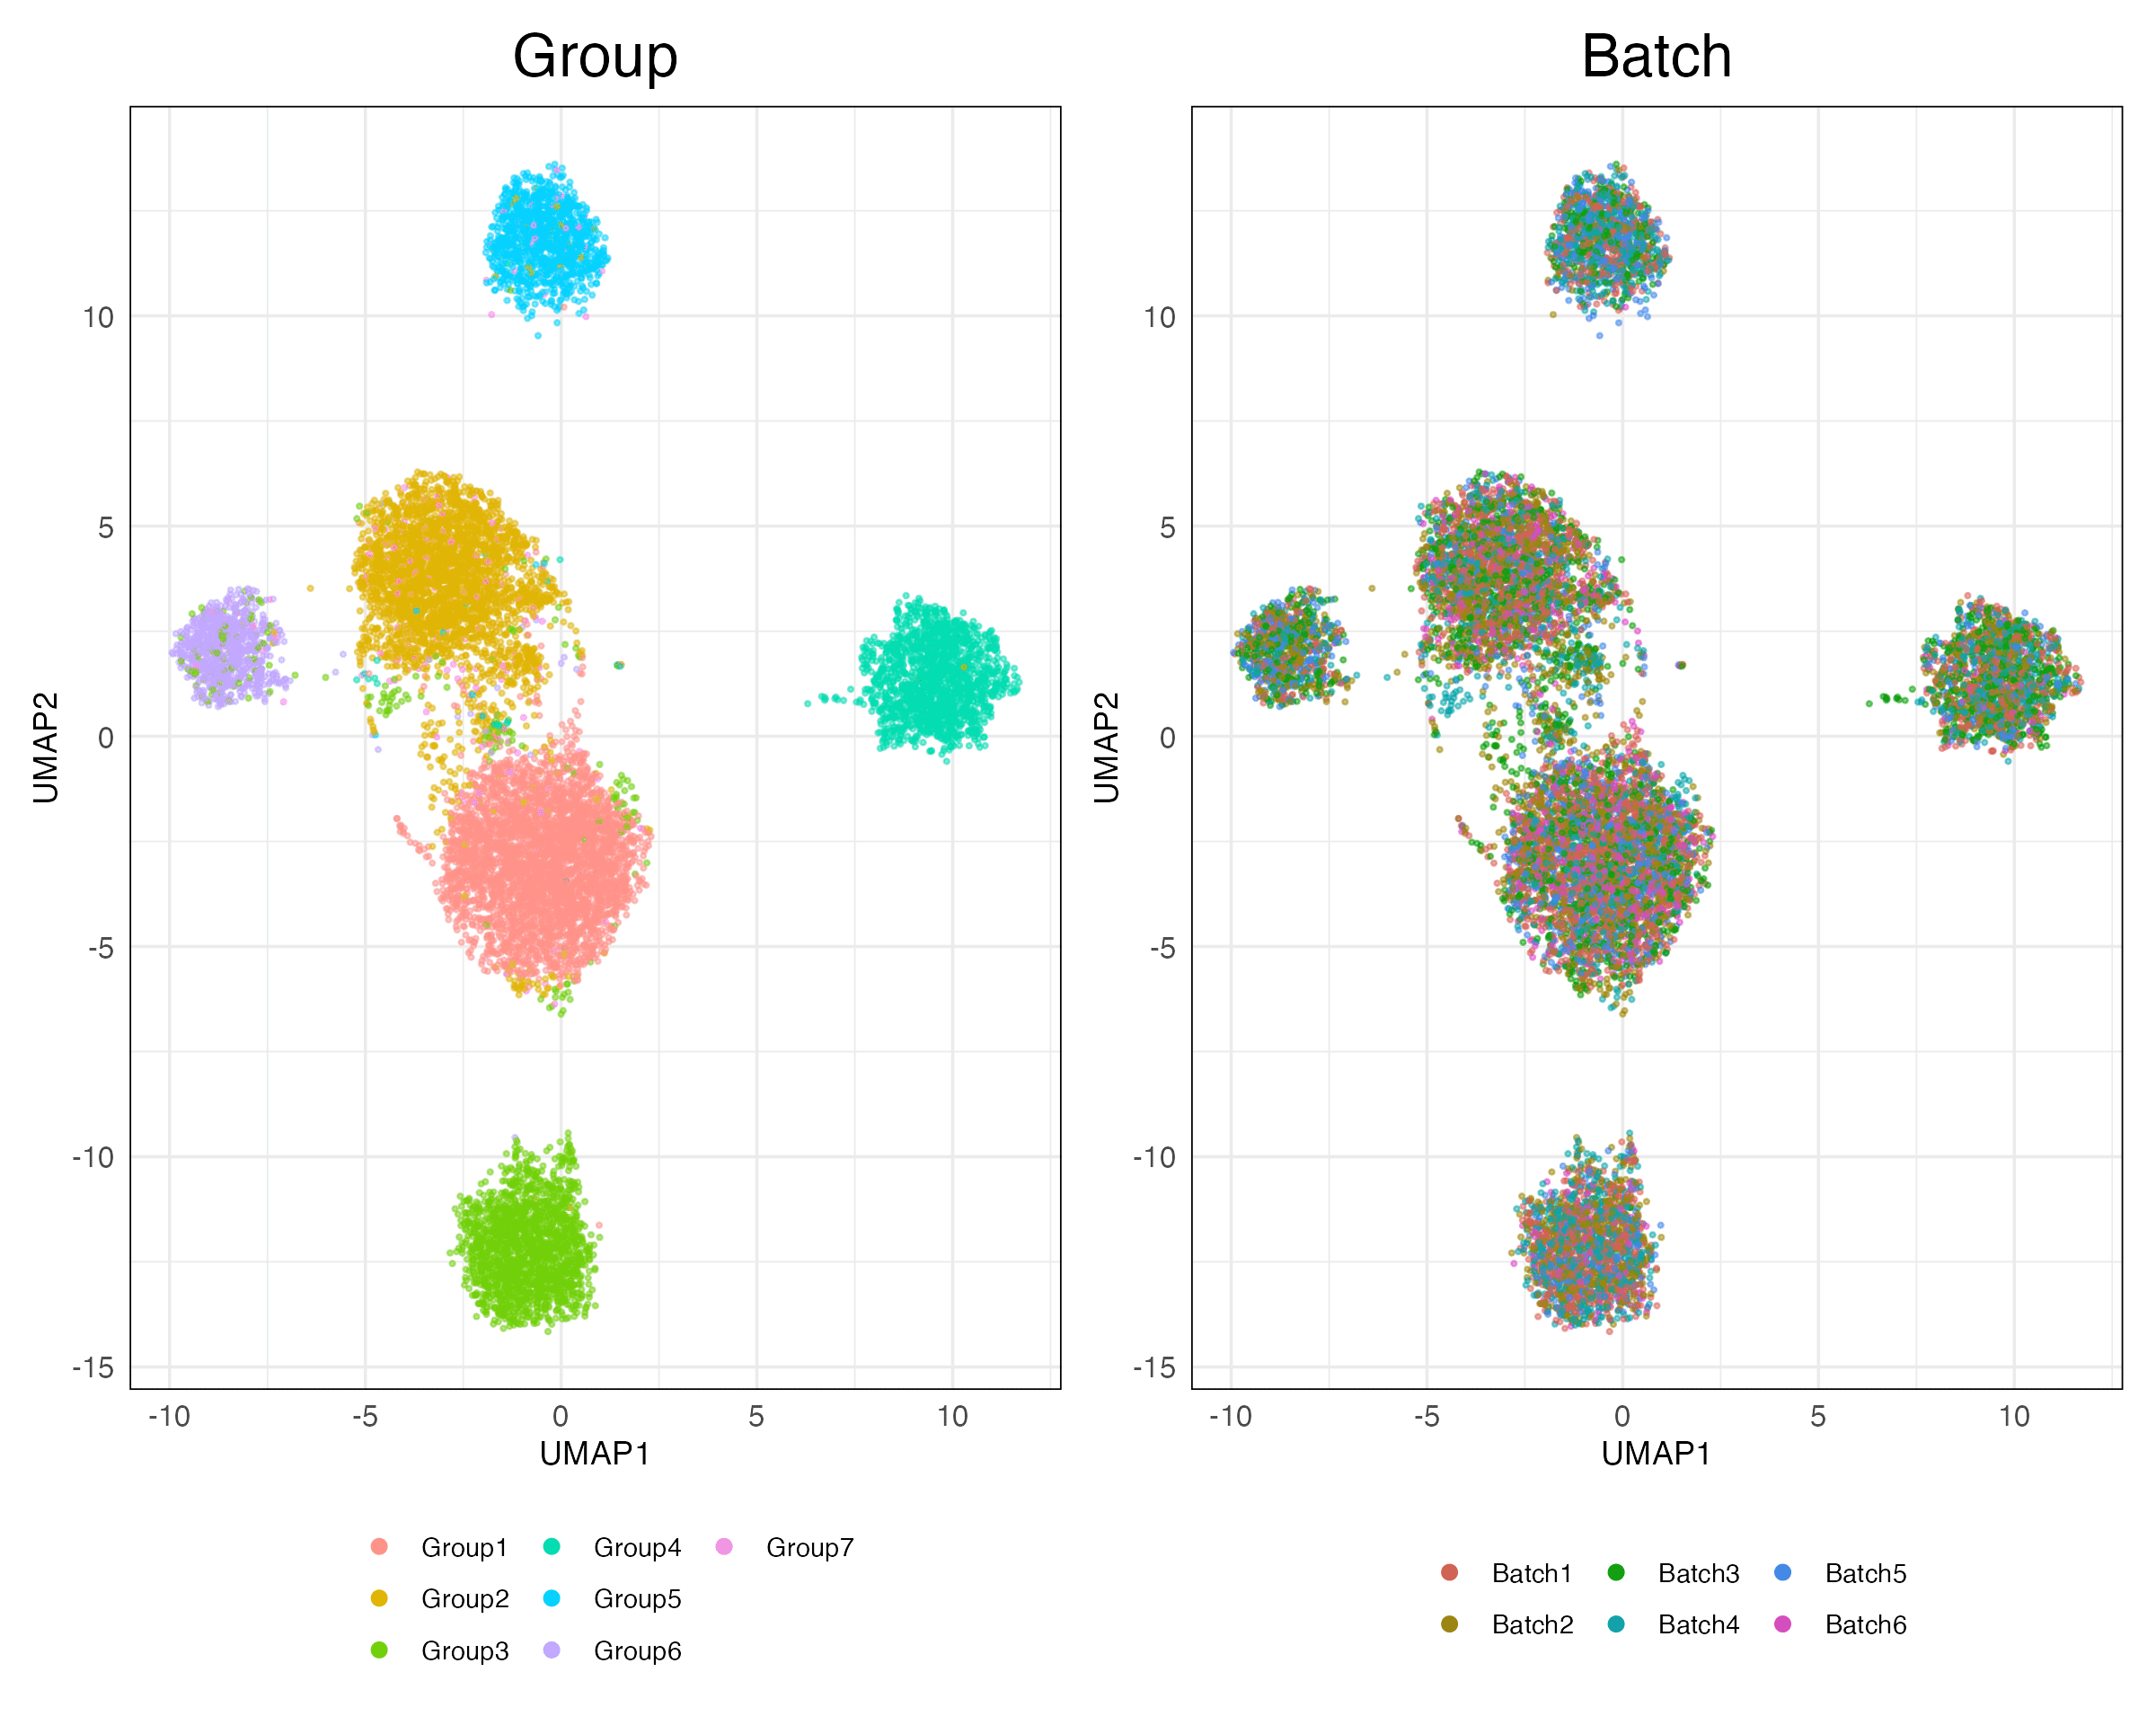 Group
Batch
UMAP2
10
5
0
-5
-10
-15
-10 -5 0 5 10
UMAP1
UMAP2
10
5
0
-5
-10
-15
-10 -5 0 5 10
UMAP1
Group1 Group4 Group7
Group2 Group5
Group3 Group6
Batch1 Batch3 Batch5
Batch2 Batch4 Batch6